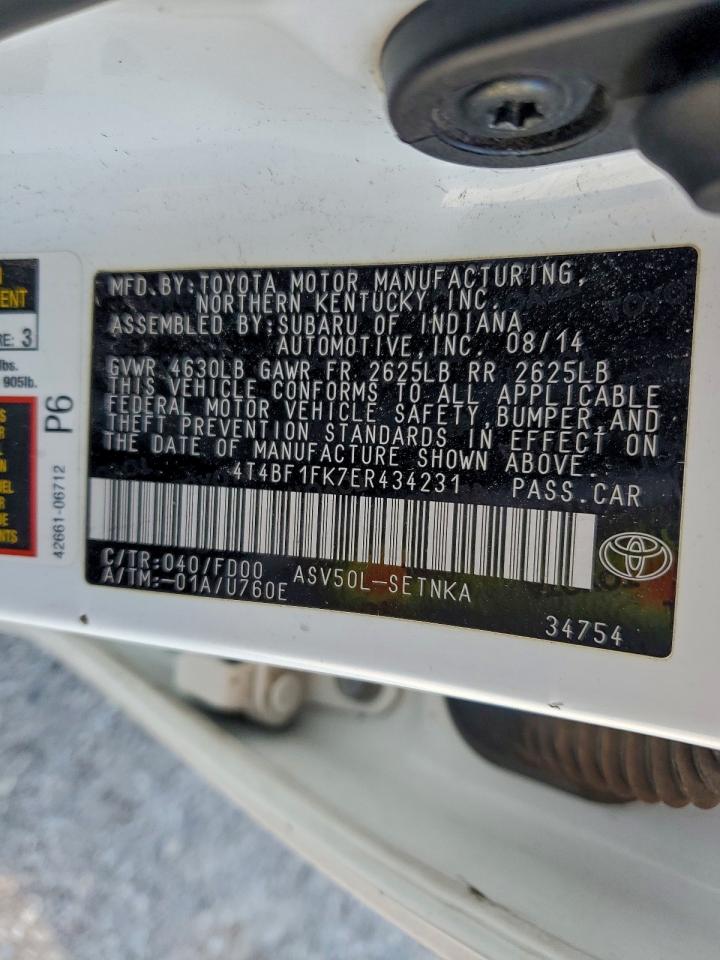 MFD.BY:TOYOTA MOTOR MANUFACTURING,
NORTHERN KENTUCKY,INC.
ASSEMBLED BY:SUBARU OF INDIANA
AUTOMOTIVE,INC. 08/14
GVWR 4630LB GAWR FR 2625LB RR 2625LB
THIS VEHICLE CONFORMS TO ALL APPLICABLE
FEDERAL MOTOR VEHICLE SAFETY,BUMPER,AND
THEFT PREVENTION STANDARDS IN EFFECT ON
THE DATE OF MANUFACTURE SHOWN ABOVE.
4T4BF1FK7ER434231 PASS.CAR
C/TR:040/FD00 ASV50L-SETNKA
A/TM:-01A/U760E
34754
3
lbs.
905lb.
P6
42661-06712